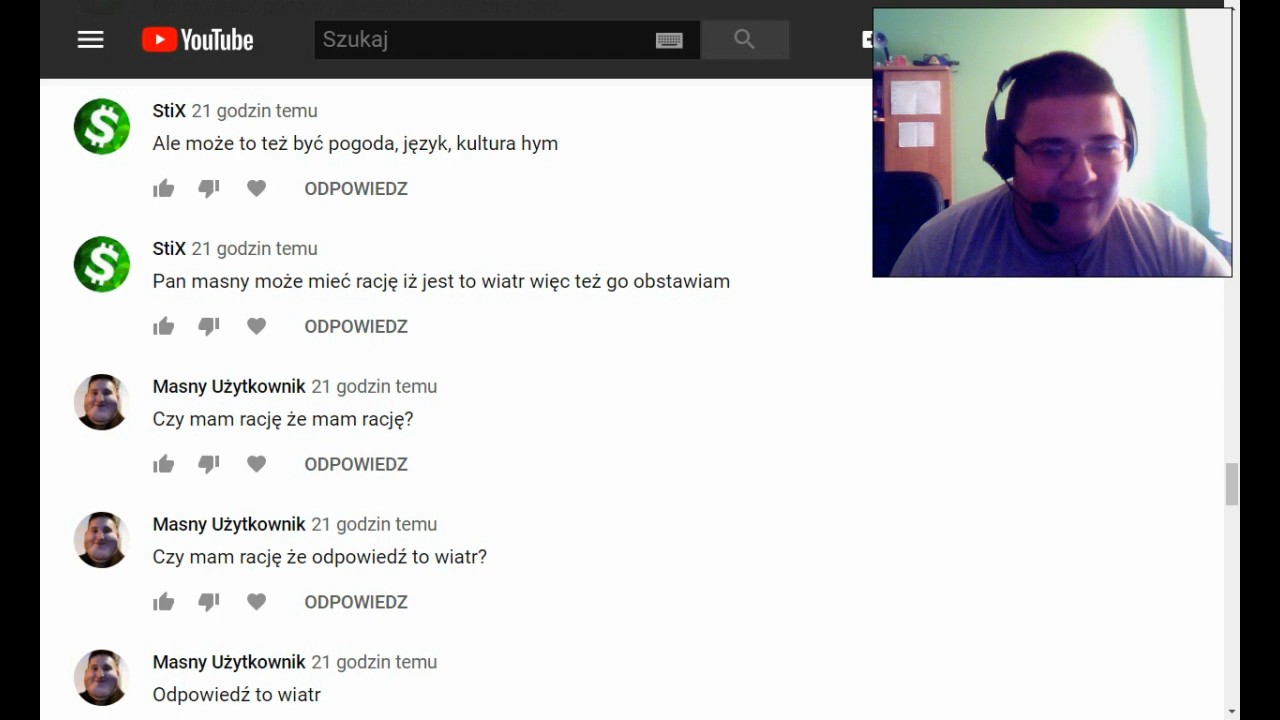 YouTube
Szukaj
StiX 21 godzin temu
Ale może to też być pogoda, język, kultura hym
ODPOWIEDZ
StiX 21 godzin temu
Pan masny może mieć rację iż jest to wiatr więc też go obstawiam
ODPOWIEDZ
Masny Użytkownik 21 godzin temu
Czy mam rację że mam rację?
ODPOWIEDZ
Masny Użytkownik 21 godzin temu
Czy mam rację że odpowiedź to wiatr?
ODPOWIEDZ
Masny Użytkownik 21 godzin temu
Odpowiedź to wiatr